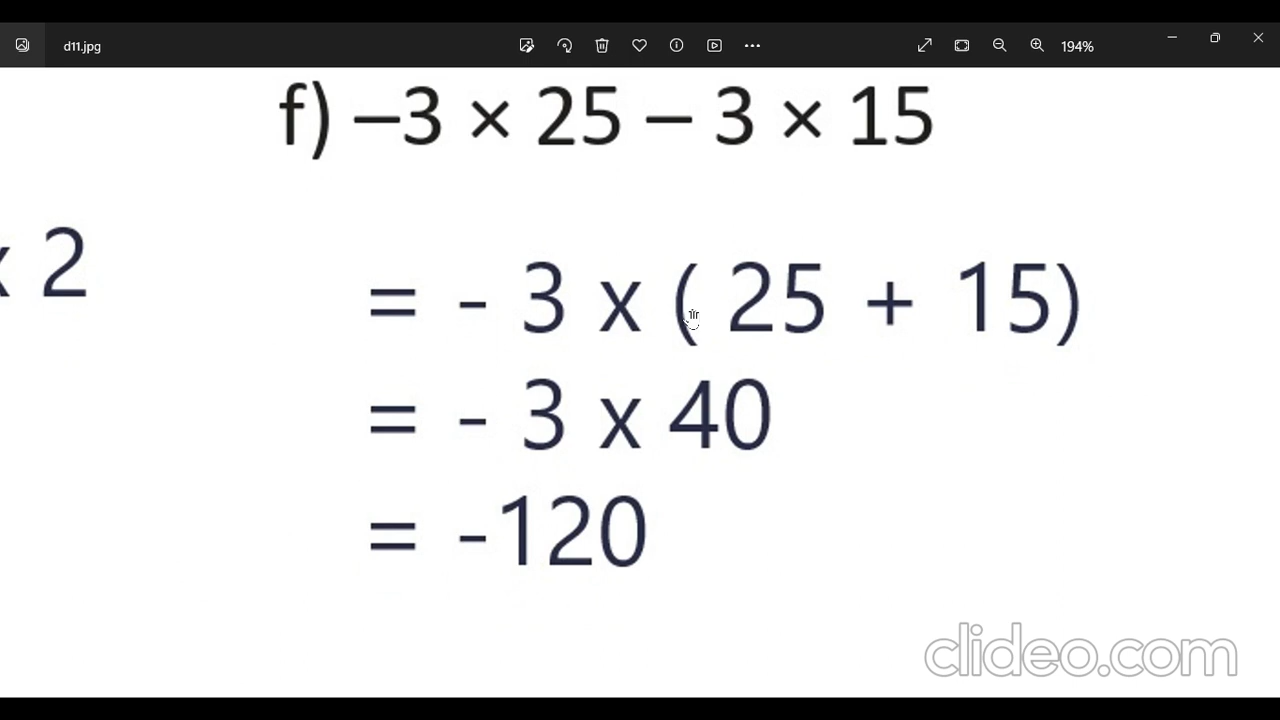 d11.jpg
194%
f) –3 × 25 – 3 × 15
x 2
= - 3 x ( 25 + 15)
= - 3 x 40
= -120
clideo.com